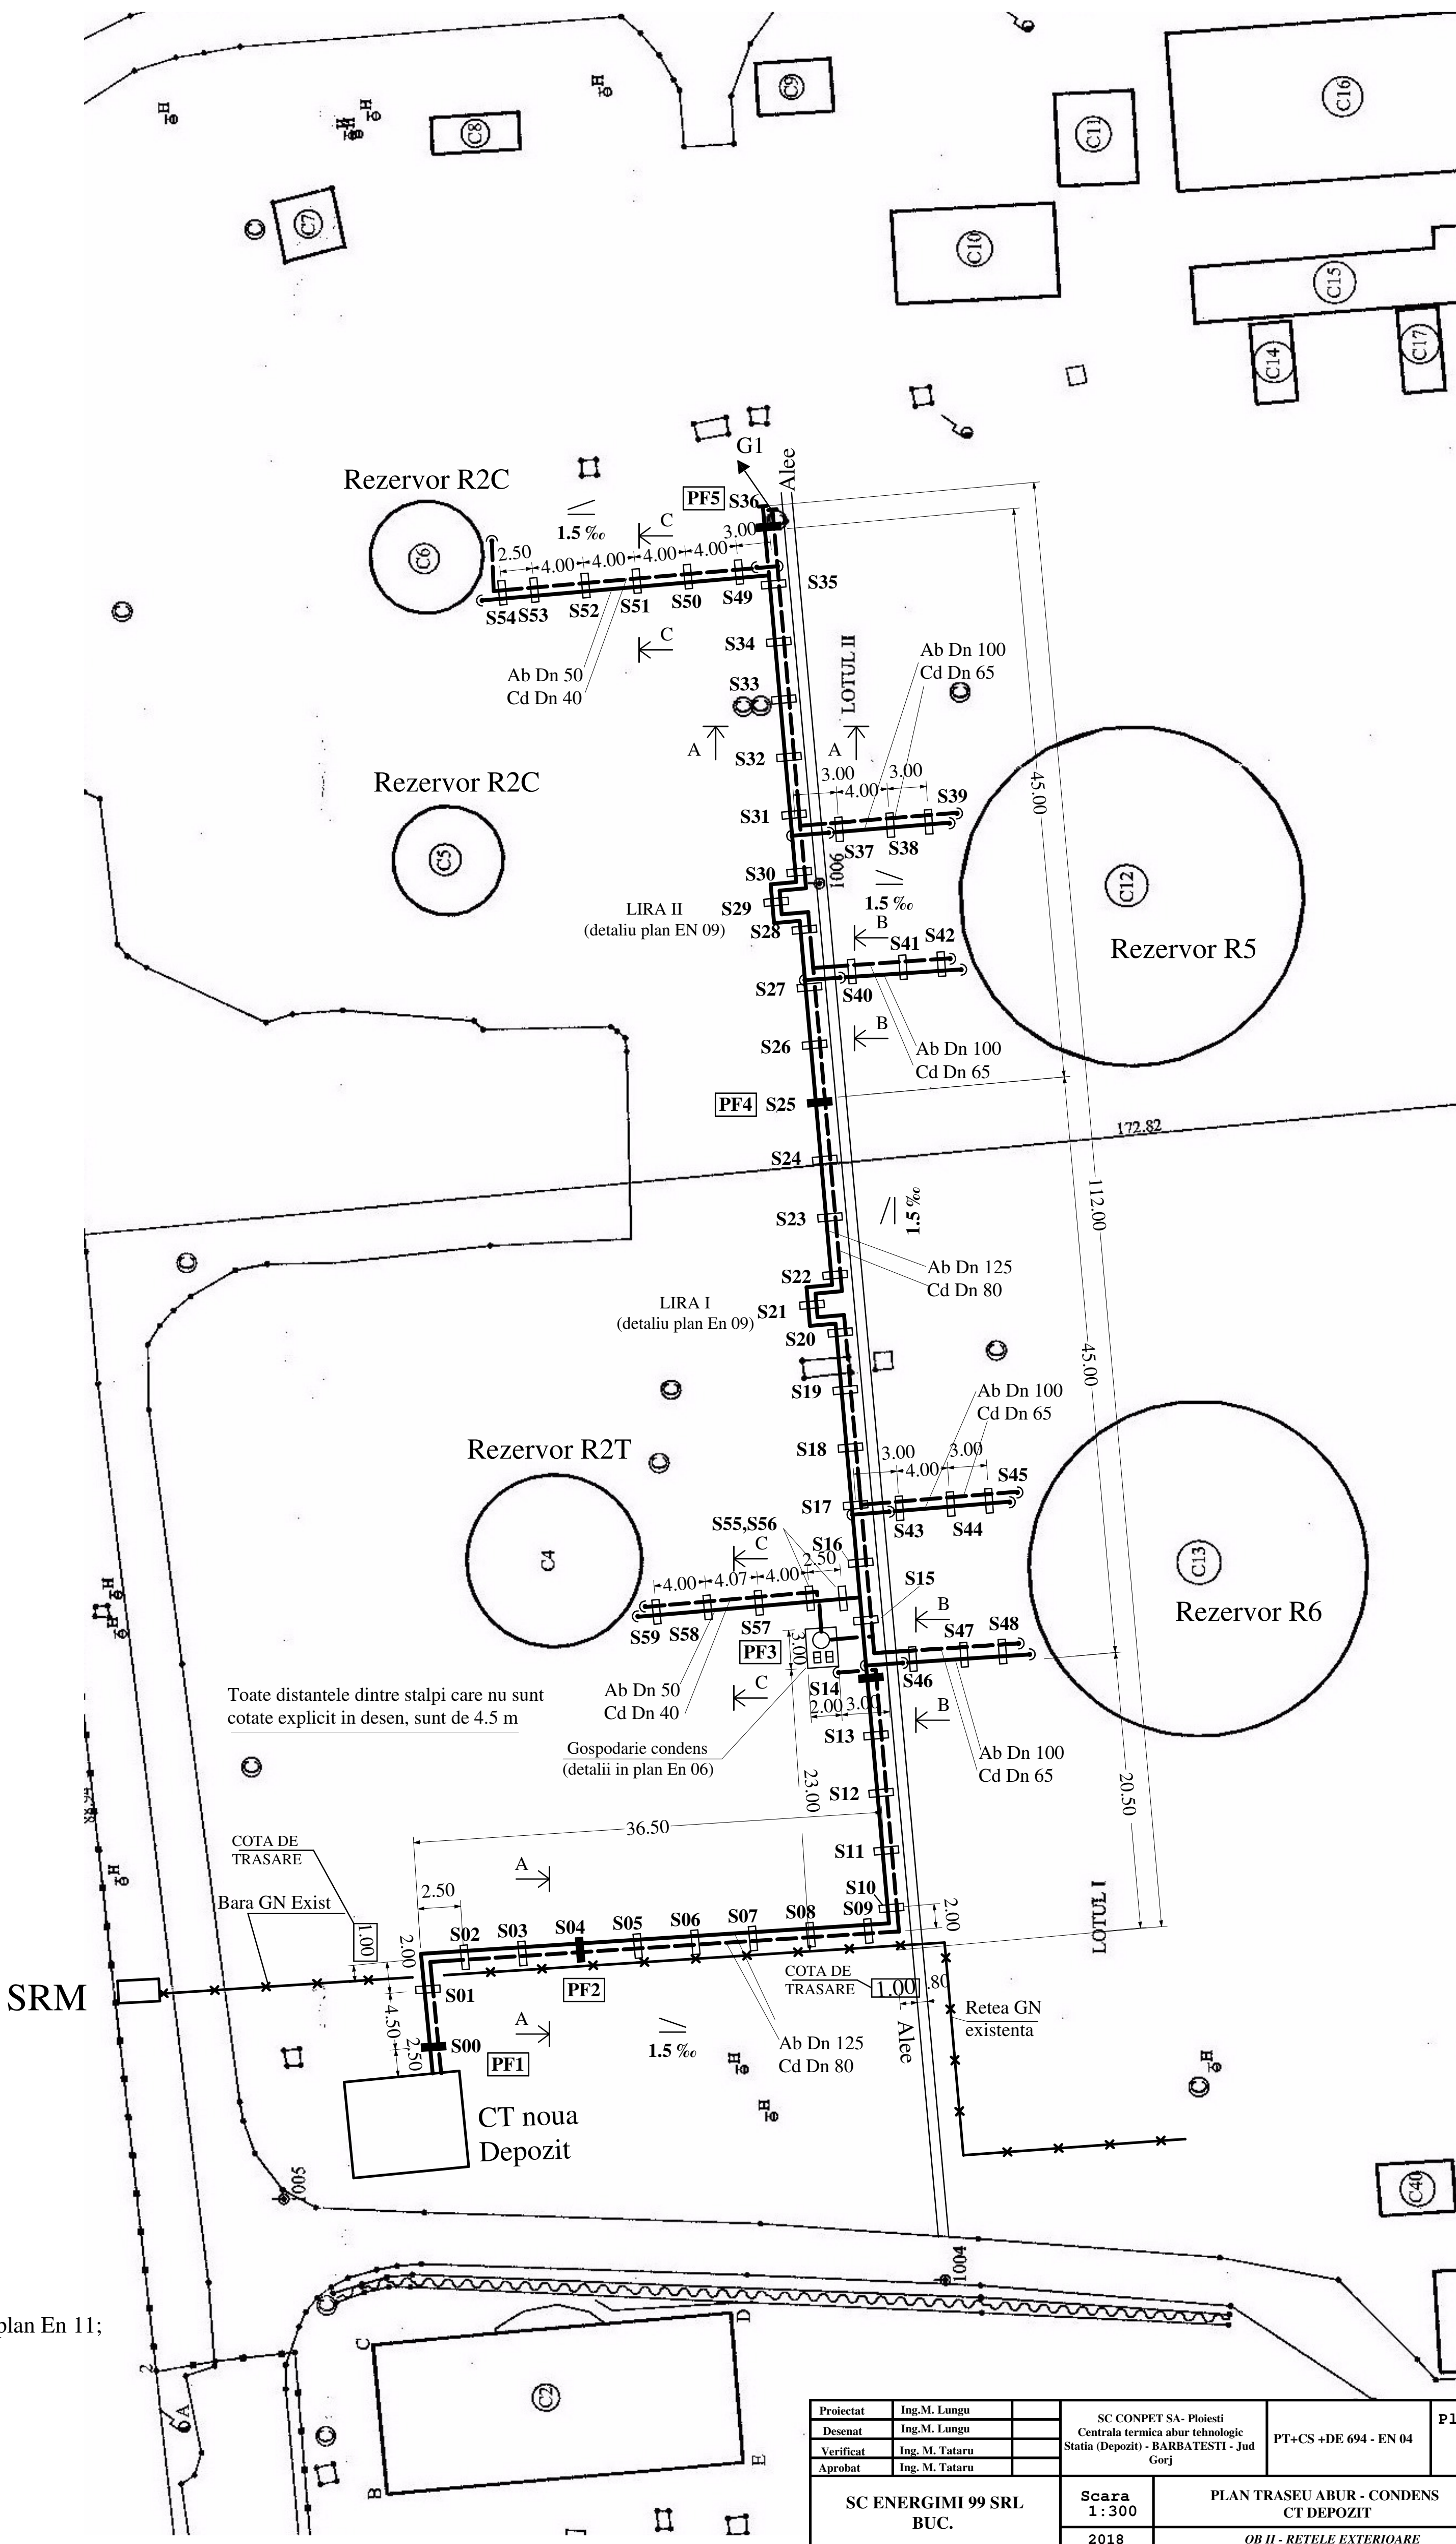 C9
C16
C8
C11
C7
C10
C15
C14
C17
G1
Alee
Rezervor R2C
PF5
S36
C
1.5 ‰
3.00
2.50
4.00
4.00
4.00
4.00
C6
S54
S53
S52
S51
S50
S49
S35
C
S34
LOTUL II
Ab Dn 100
Cd Dn 65
Ab Dn 50
Cd Dn 40
S33
A
A
S32
45.00
Rezervor R2C
3.00
4.00
3.00
S39
S31
S37
S38
C5
S30
1006
C12
1.5 ‰
LIRA II
(detaliu plan EN 09)
S29
S28
B
S41
S42
Rezervor R5
S27
S40
S26
B
Ab Dn 100
Cd Dn 65
PF4
S25
172.82
S24
112.00
S23
1.5 ‰
Ab Dn 125
Cd Dn 80
S22
LIRA I
(detaliu plan En 09)
S21
S20
45.00
S19
Ab Dn 100
Cd Dn 65
Rezervor R2T
S18
3.00
4.00
3.00
S45
S17
S43
S44
S55,S56
C4
C
S16
2.50
4.00
4.07
4.00
C13
S15
B
Rezervor R6
S59
S58
S57
PF3
3.00
S47
S48
S46
C
S14
2.00
3.00
Toate distantele dintre stalpi care nu sunt
cotate explicit in desen, sunt de 4.5 m
Ab Dn 50
Cd Dn 40
B
S13
Gospodarie condens
(detalii in plan En 06)
Ab Dn 100
Cd Dn 65
23.00
S12
20.50
36.50
COTA DE
TRASARE
S11
A
Bara GN Exist
2.50
S10
LOTUL I
1.00
2.00
S02
S03
S04
S05
S06
S07
S08
S09
2.00
SRM
S01
PF2
COTA DE
TRASARE
1.00
.80
Retea GN
existenta
4.50
S00
A
Alee
2.50
PF1
1.5 ‰
Ab Dn 125
Cd Dn 80
CT noua
Depozit
1005
C40
1004
plan En 11;
C
D
2
C2
6A
B
E
Proiectat Ing.M. Lungu
Desenat Ing.M. Lungu
Verificat Ing. M. Tataru
Aprobat Ing. M. Tataru
SC CONPET SA- Ploiesti
Centrala termica abur tehnologic
Statia (Depozit) - BARBATESTI - Jud
Gorj
PT+CS +DE 694 - EN 04
Pl
SC ENERGIMI 99 SRL
BUC.
Scara
1:300
PLAN TRASEU ABUR - CONDENS
CT DEPOZIT
2018
OB II - RETELE EXTERIOARE